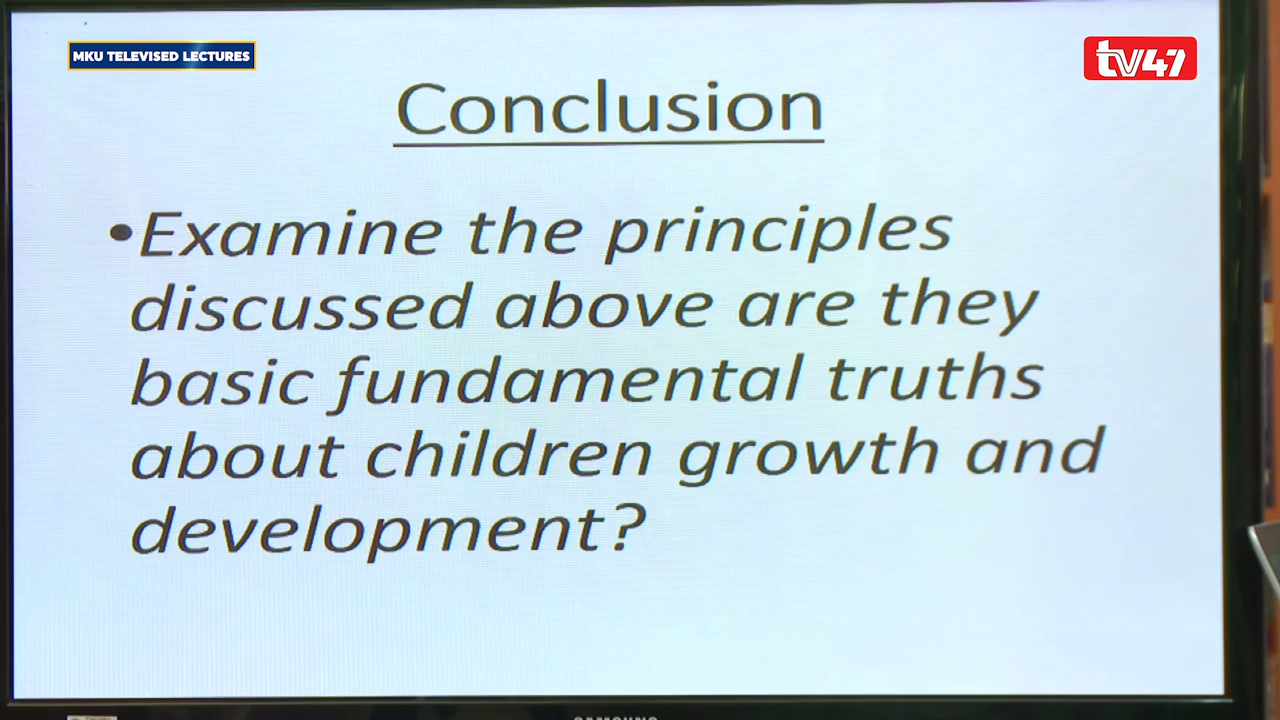 MKU TELEVISED LECTURES
tv47
Conclusion
•Examine the principles
discussed above are they
basic fundamental truths
about children growth and
development?
SAMSUNG